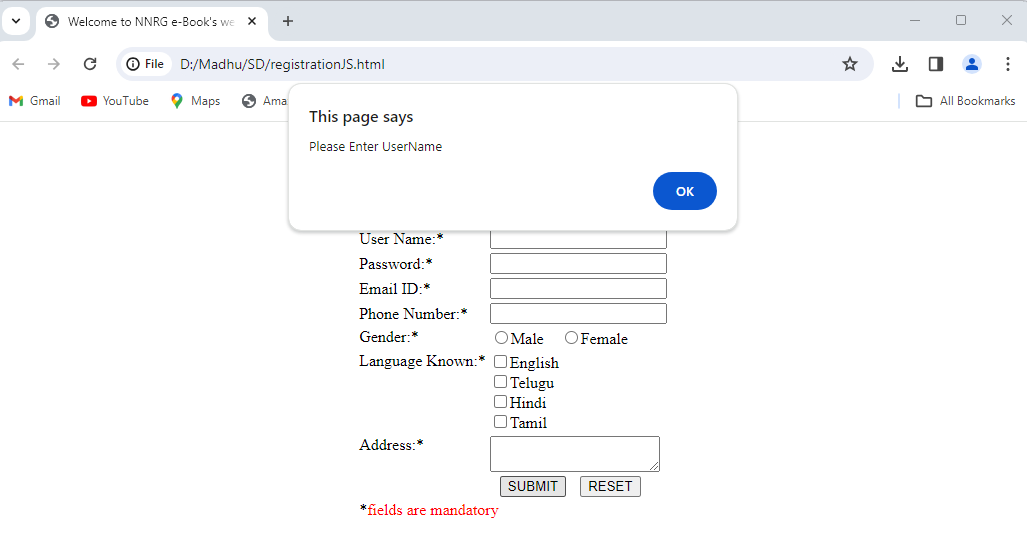 Welcome to NNRG e-Book's we
File D:/Madhu/SD/registrationJS.html
Gmail YouTube Maps Ama All Bookmarks
This page says
Please Enter UserName
OK
User Name:*
Password:*
Email ID:*
Phone Number:*
Gender:* Male Female
Language Known:* English
Telugu
Hindi
Tamil
Address:*
SUBMIT RESET
*fields are mandatory